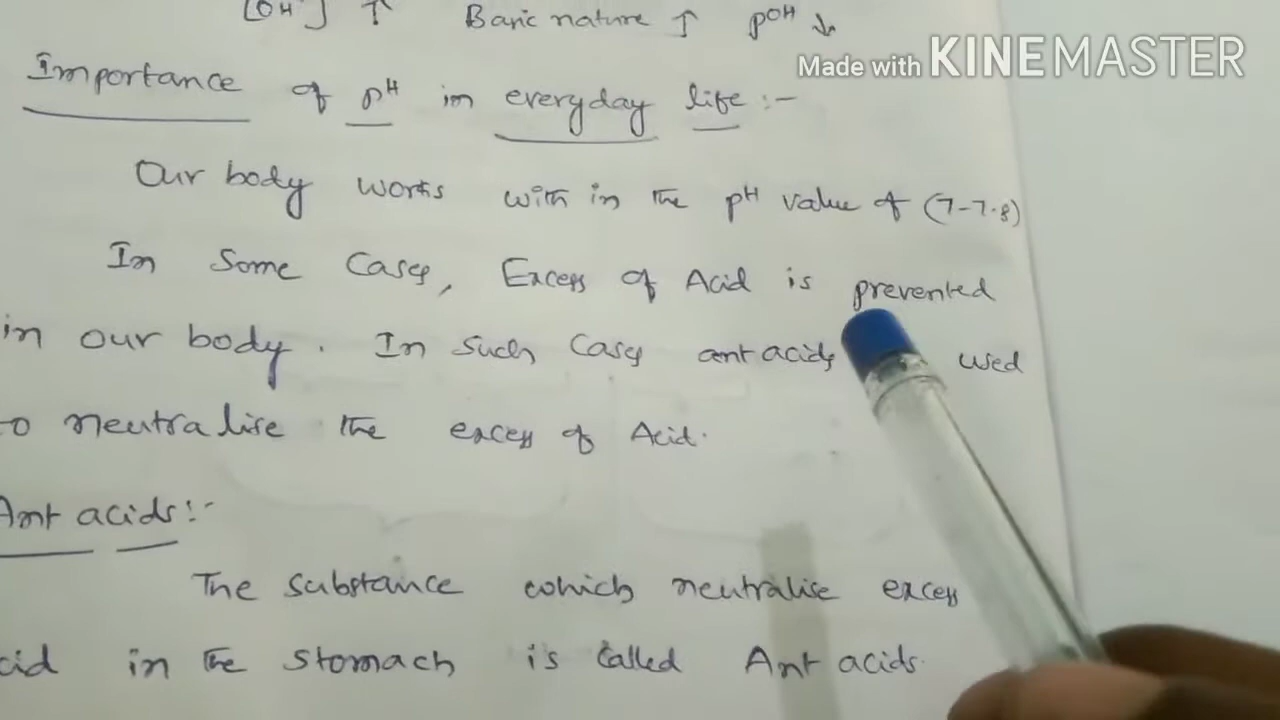 [OH⁻] ↑ Basic nature ↑ pOH ↓
Made with KINEMASTER
Importance of pH in everyday life :-
Our body works with in the pH value of (7-7.8)
In Some Cases, Excess of Acid is prevented
in our body. In such Cases antacids used
to neutralise the excess of Acid.
Ant acids :-
The substance which neutralise excess
cid in the stomach is called Ant acids.